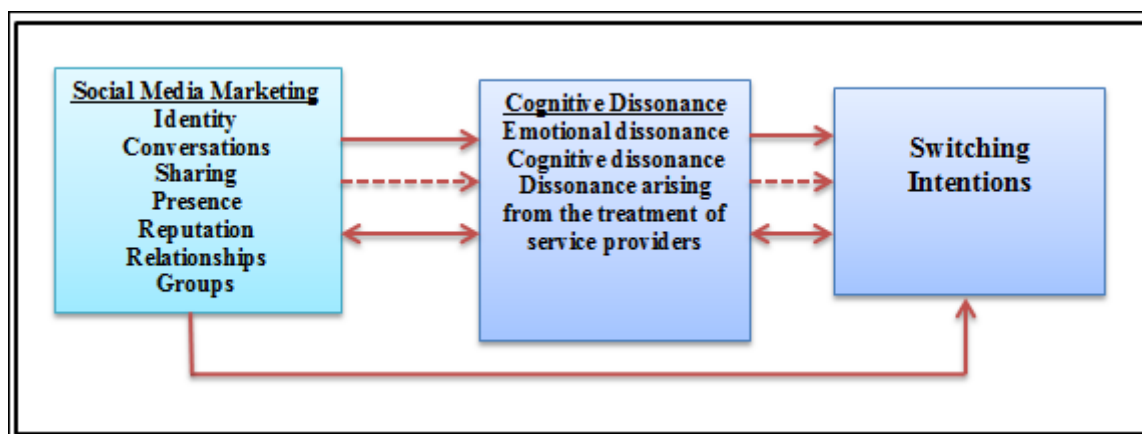 Social Media Marketing
Identity
Conversations
Sharing
Presence
Reputation
Relationships
Groups
Cognitive Dissonance
Emotional dissonance
Cognitive dissonance
Dissonance arising
from the treatment of
service providers
Switching
Intentions